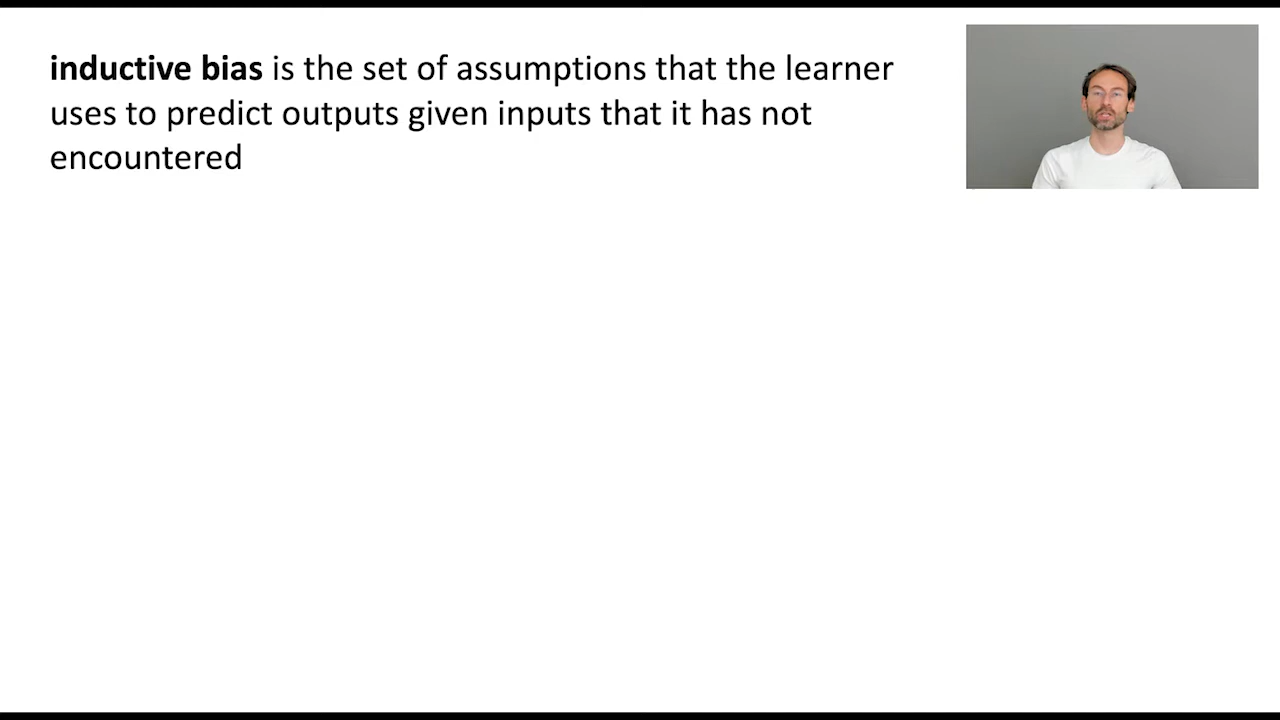 inductive bias is the set of assumptions that the learner
uses to predict outputs given inputs that it has not
encountered